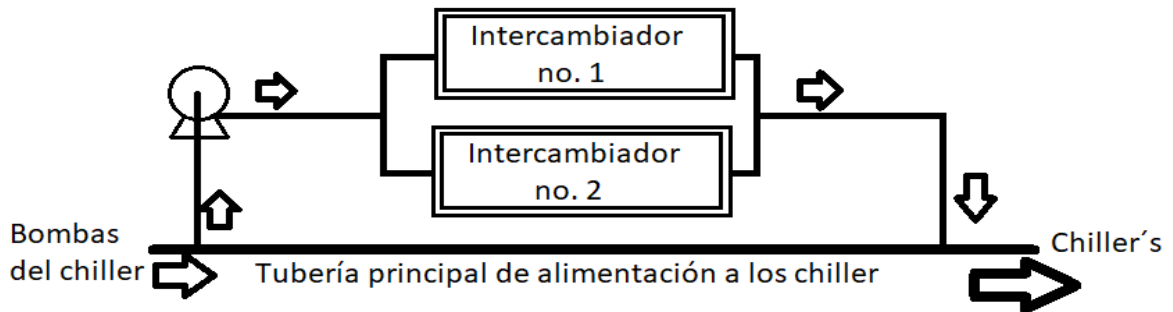 Intercambiador
no. 1
Intercambiador
no. 2
Bombas
del chiller
Tubería principal de alimentación a los chiller
Chiller´s